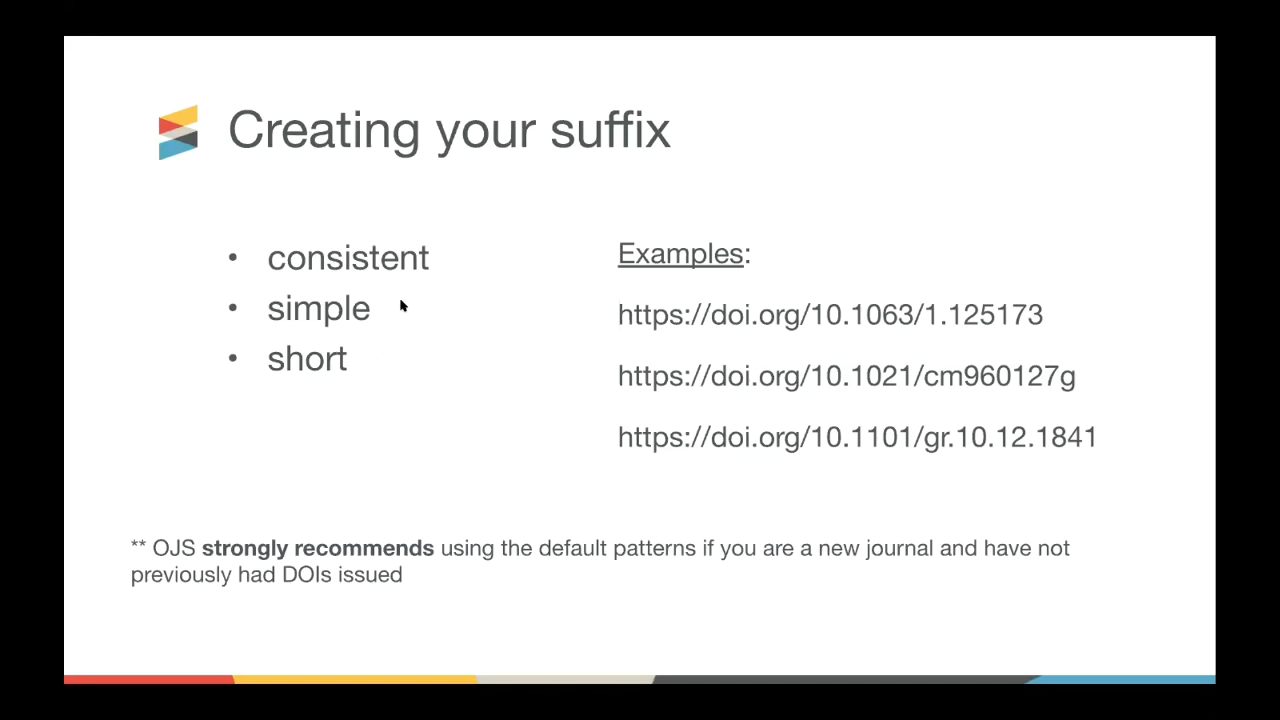 Creating your suffix
• consistent
• simple
• short
Examples:
https://doi.org/10.1063/1.125173
https://doi.org/10.1021/cm960127g
https://doi.org/10.1101/gr.10.12.1841
** OJS strongly recommends using the default patterns if you are a new journal and have not
previously had DOIs issued